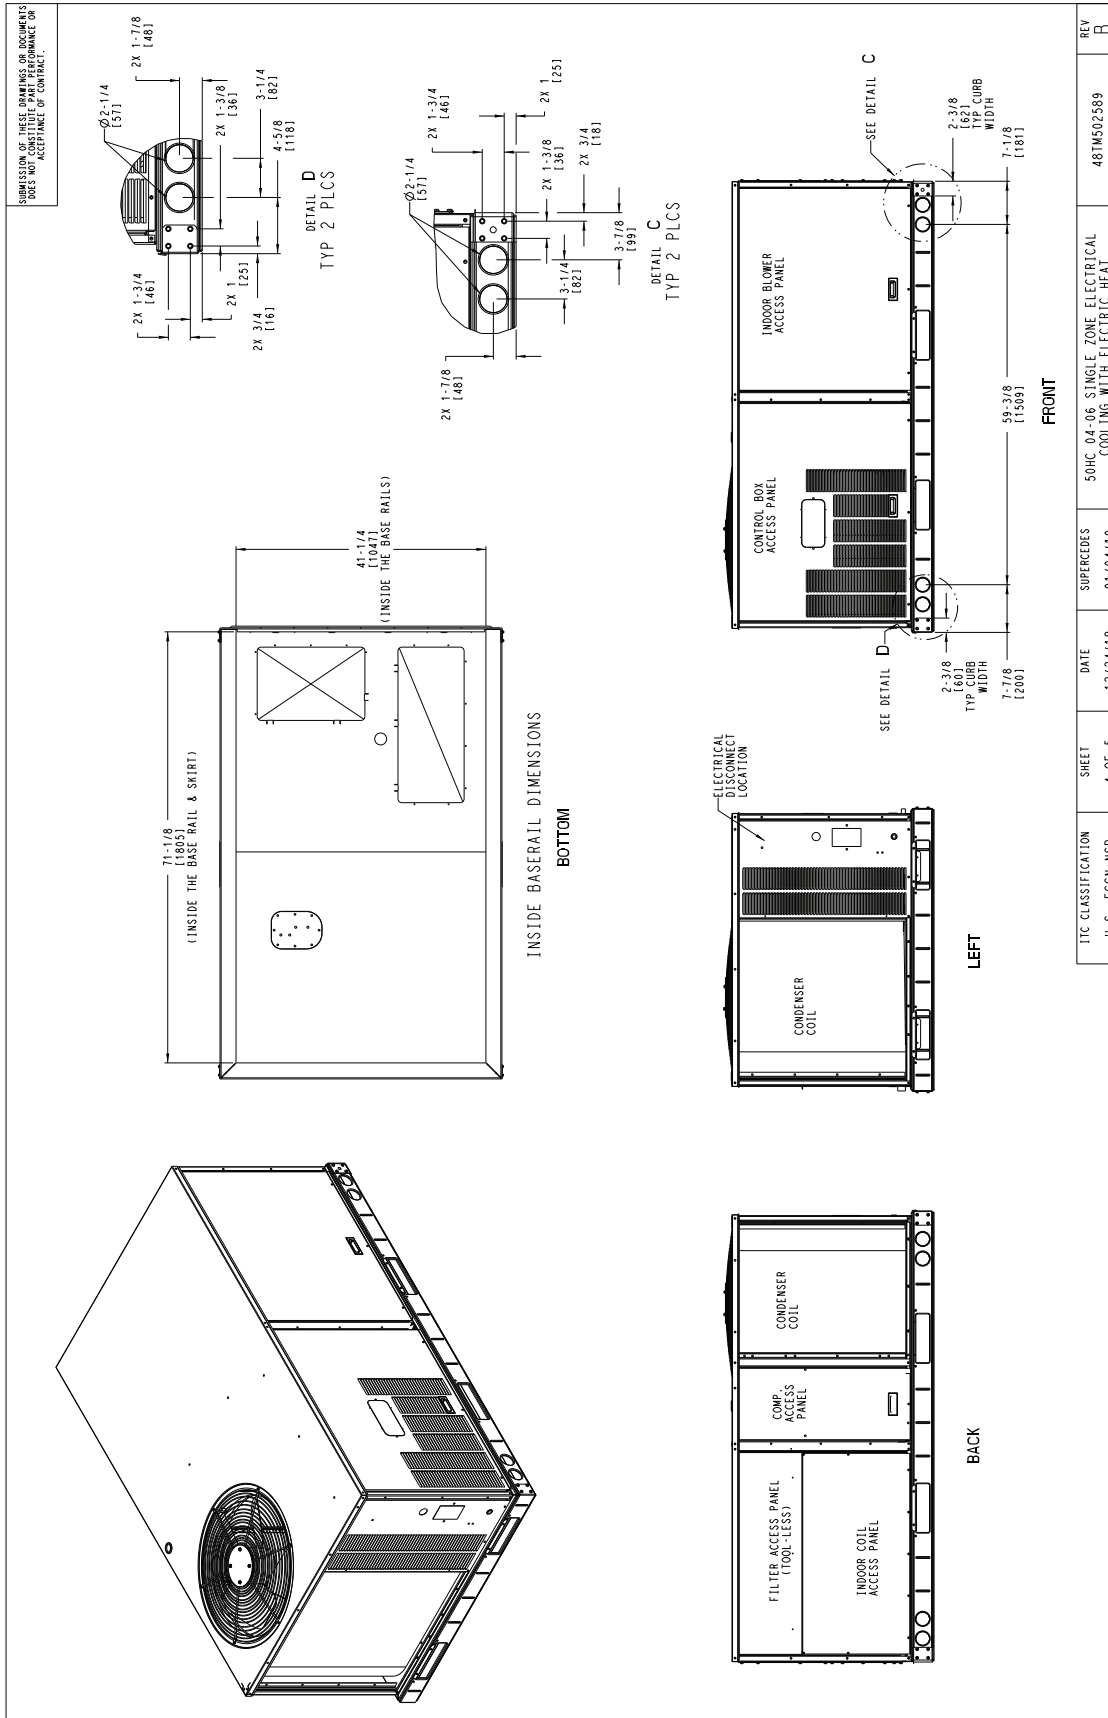 SUBMISSION OF THESE DRAWINGS OR DOCUMENTS
DOES NOT CONSTITUTE PART PERFORMANCE OR
ACCEPTANCE OF CONTRACT.
71-1/8
[1805]
(INSIDE THE BASE RAIL & SKIRT)
41-1/4
[1047]
(INSIDE THE BASE RAILS)
INSIDE BASERAIL DIMENSIONS
BOTTOM
2X 1-3/4
[46]
2X 1
[25]
2X 3/4
[16]
Ø2-1/4
[57]
2X 1-7/8
[48]
2X 1-3/8
[36]
3-1/4
[82]
4-5/8
[118]
DETAIL D
TYP 2 PLCS
2X 1-7/8
[48]
Ø2-1/4
[57]
2X 1-3/4
[46]
2X 1
[25]
2X 1-3/8
[36]
2X 3/4
[18]
3-1/4
[82]
3-7/8
[99]
DETAIL C
TYP 2 PLCS
FILTER ACCESS PANEL
(TOOL-LESS)
INDOOR COIL
ACCESS PANEL
COMP.
ACCESS
PANEL
CONDENSER
COIL
BACK
CONDENSER
COIL
ELECTRICAL
DISCONNECT
LOCATION
LEFT
CONTROL BOX
ACCESS PANEL
INDOOR BLOWER
ACCESS PANEL
SEE DETAIL D
SEE DETAIL C
2-3/8
[60]
TYP CURB
WIDTH
7-7/8
[200]
59-3/8
[1509]
2-3/8
[62]
TYP CURB
WIDTH
7-1/8
[181]
FRONT
ITC CLASSIFICATION
SHEET
DATE
SUPERCEDES
50HC 04-06 SINGLE ZONE ELECTRICAL
COOLING WITH ELECTRIC HEAT
48TM502589
REV
B